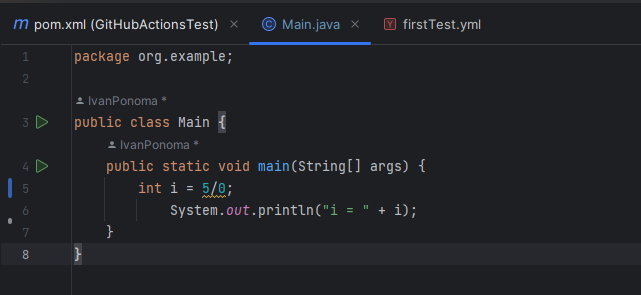 m pom.xml (GitHubActionsTest) ×
C Main.java ×
Y firstTest.yml
1 package org.example;
2
IvanPonoma *
3 public class Main {
IvanPonoma *
4 public static void main(String[] args) {
5 int i = 5/0;
6 System.out.println("i = " + i);
7 }
8 }